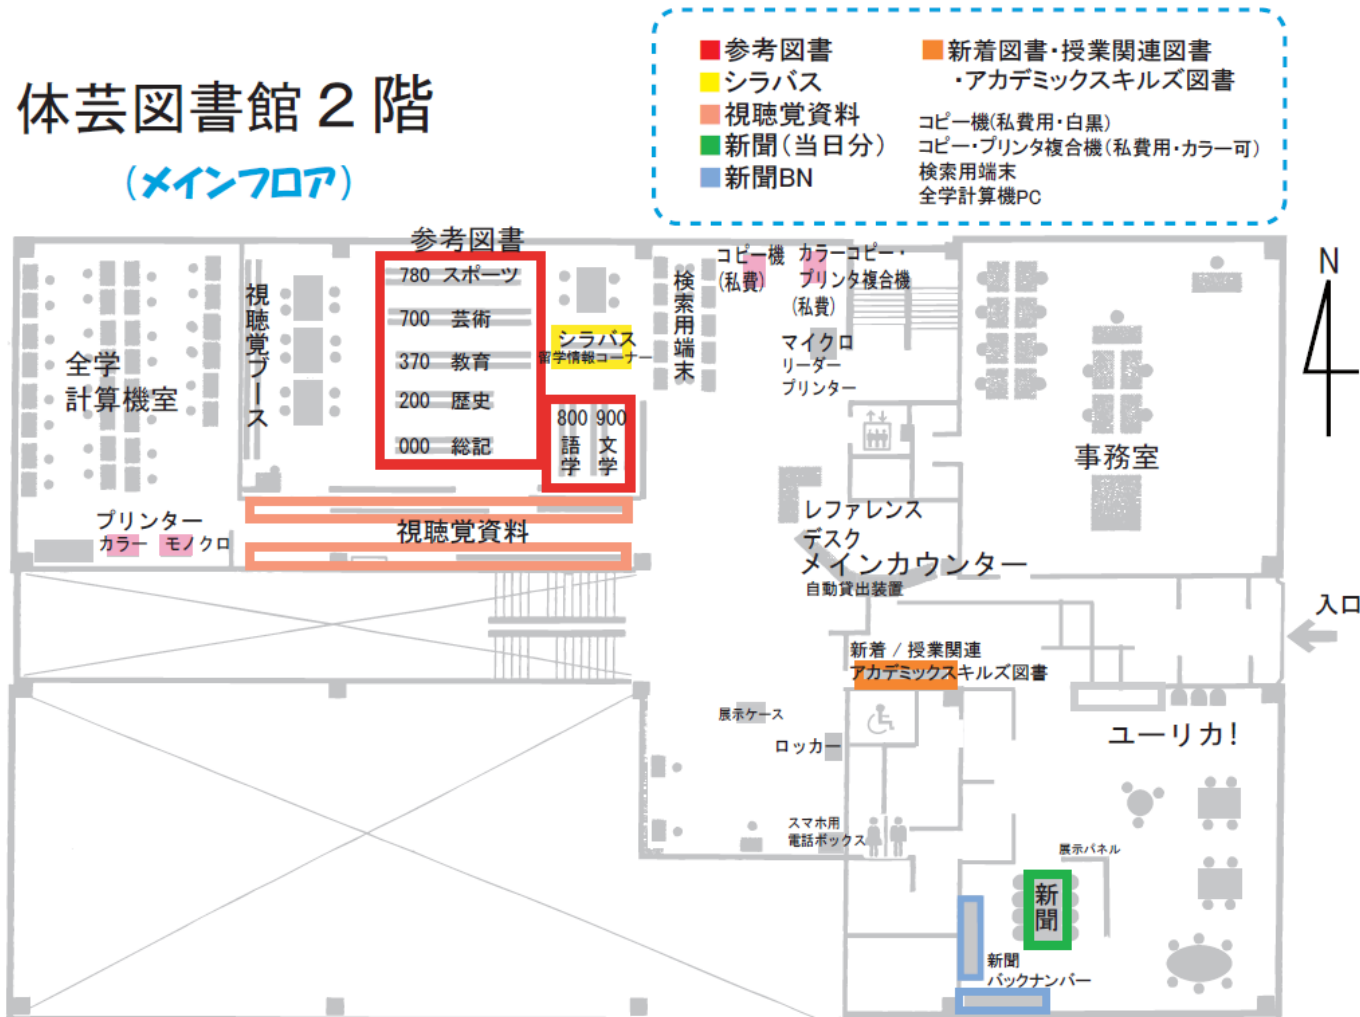 体芸図書館２階
(メインフロア)
参考図書
シラバス
視聴覚資料
新聞(当日分)
新聞BN
新着図書・授業関連図書
・アカデミックスキルズ図書
コピー機(私費用・白黒)
コピー・プリンタ複合機(私費用・カラー可)
検索用端末
全学計算機PC
N
参考図書
780 スポーツ
700 芸術
370 教育
200 歴史
000 総記
800 語学
900 文学
シラバス
留学情報コーナー
視聴覚ブース
全学
計算機室
プリンター
カラー モノクロ
視聴覚資料
検索用端末
コピー機
(私費)
カラーコピー・
プリンタ複合機
(私費)
マイクロ
リーダー
プリンター
事務室
レファレンス
デスク
メインカウンター
自動貸出装置
入口
新着 / 授業関連
アカデミックスキルズ図書
展示ケース
ロッカー
スマホ用
電話ボックス
ユーリカ!
展示パネル
新聞
新聞
バックナンバー